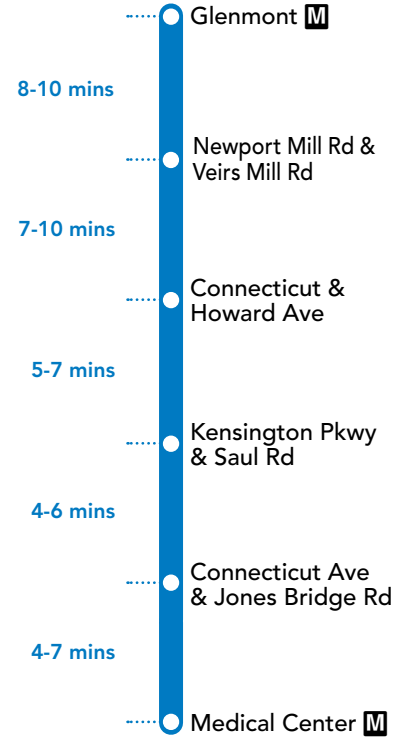 Glenmont M
8-10 mins
Newport Mill Rd &
Veirs Mill Rd
7-10 mins
Connecticut &
Howard Ave
5-7 mins
Kensington Pkwy
& Saul Rd
4-6 mins
Connecticut Ave
& Jones Bridge Rd
4-7 mins
Medical Center M